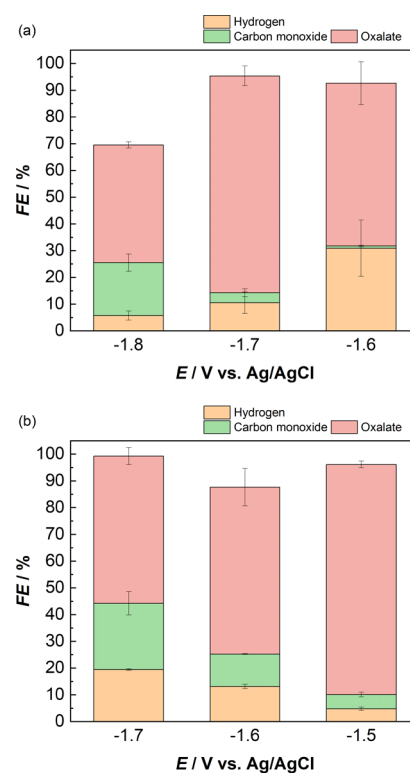 (a)
Hydrogen
Carbon monoxide Oxalate
100
90
80
70
60
50
40
30
20
10
0
FE / %
-1.8 -1.7 -1.6
E / V vs. Ag/AgCl
(b)
Hydrogen
Carbon monoxide Oxalate
100
90
80
70
60
50
40
30
20
10
0
FE / %
-1.7 -1.6 -1.5
E / V vs. Ag/AgCl